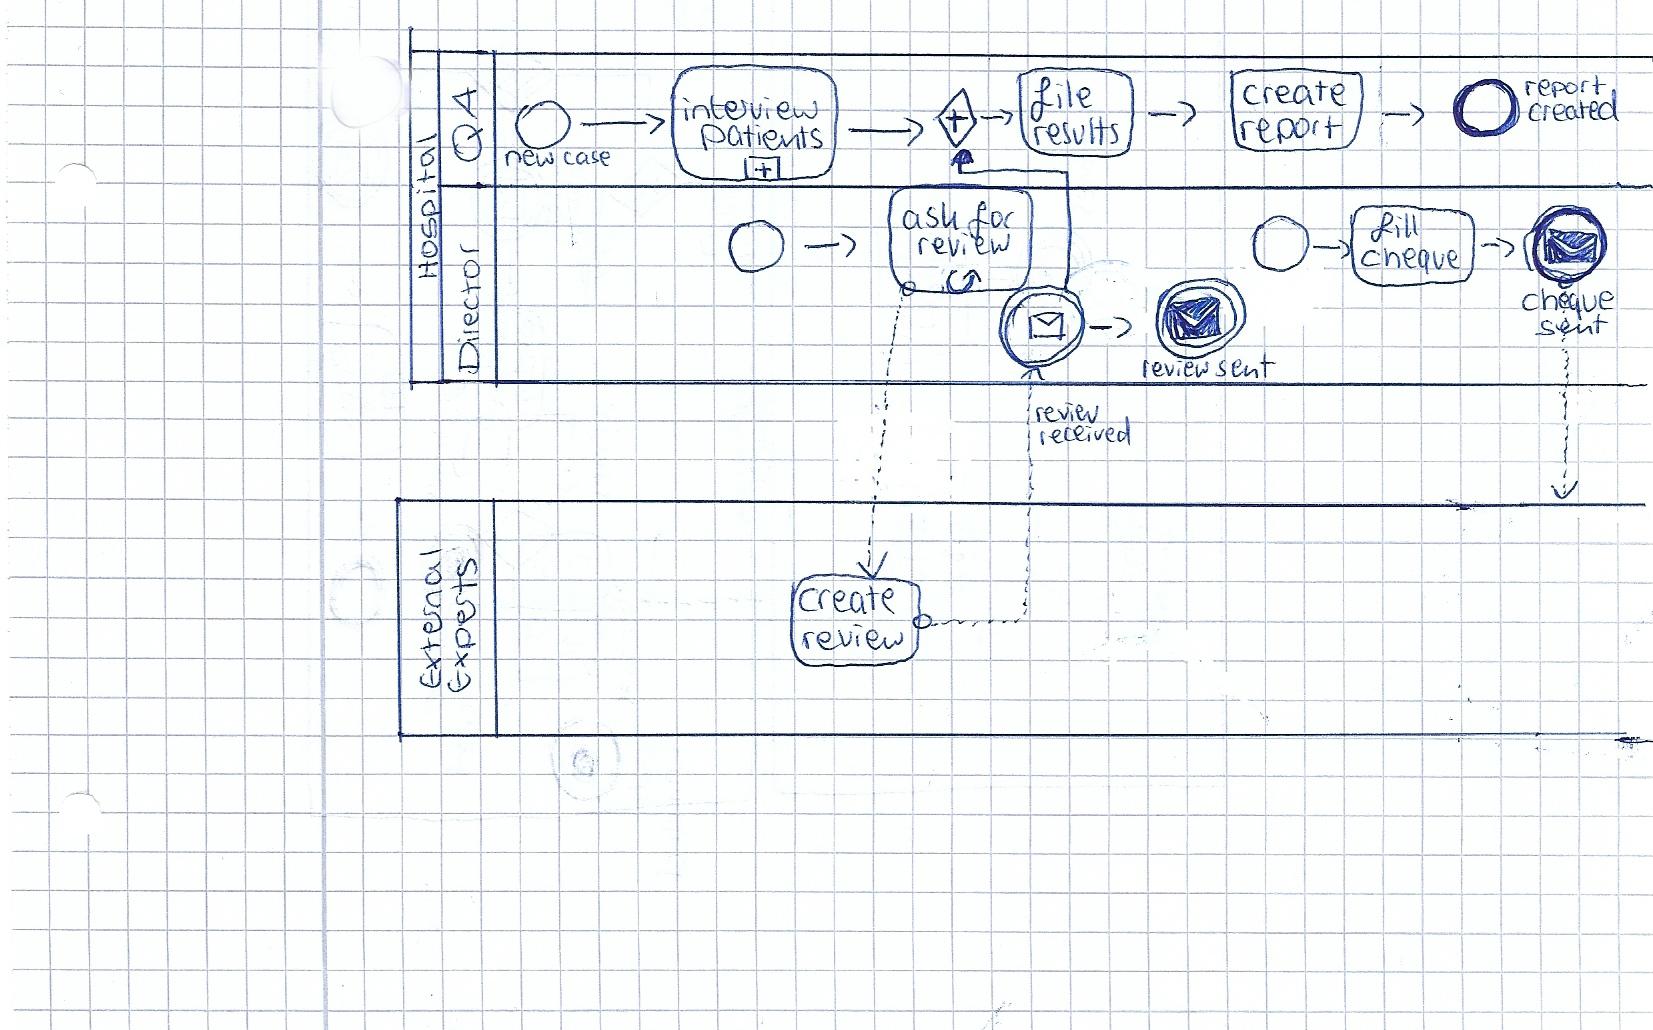 Hospital
QA
new case
interview
patients
file
results
create
report
report
created
Director
ask for
review
review sent
fill
cheque
cheque
sent
review
received
External
Experts
create
review